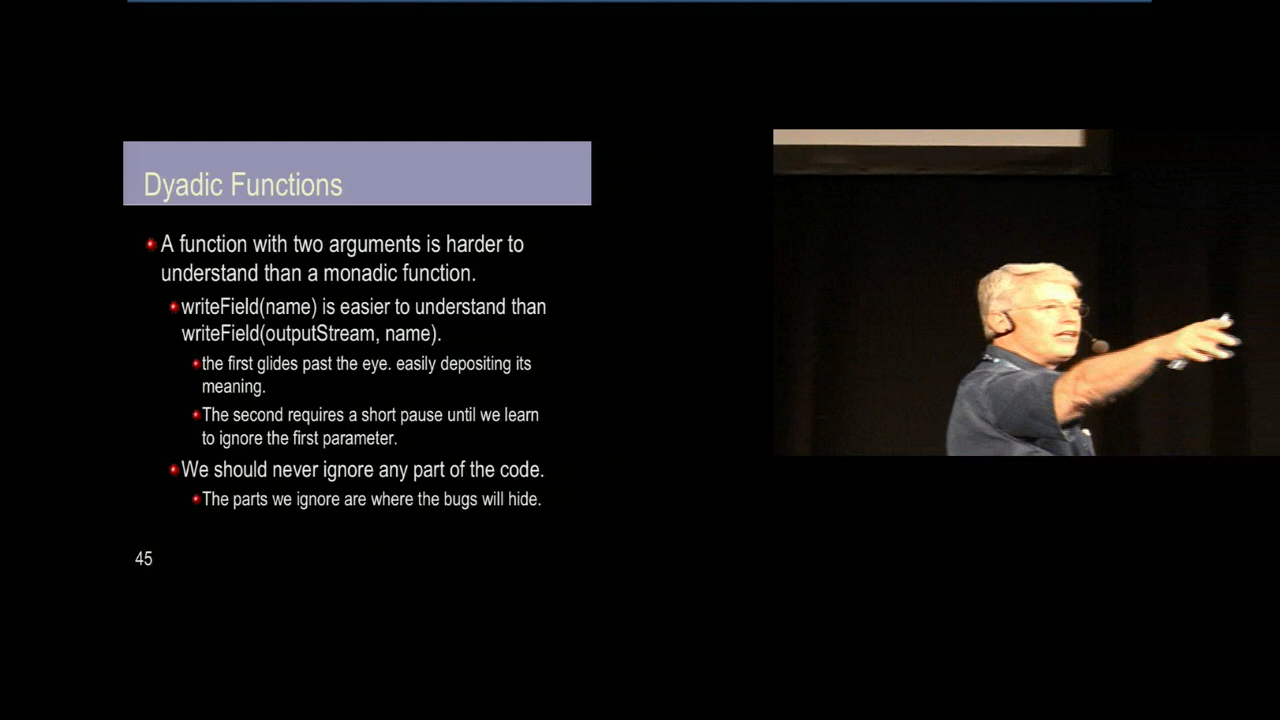 Dyadic Functions
A function with two arguments is harder to
understand than a monadic function.
writeField(name) is easier to understand than
writeField(outputStream, name).
the first glides past the eye. easily depositing its
meaning.
The second requires a short pause until we learn
to ignore the first parameter.
We should never ignore any part of the code.
The parts we ignore are where the bugs will hide.
45